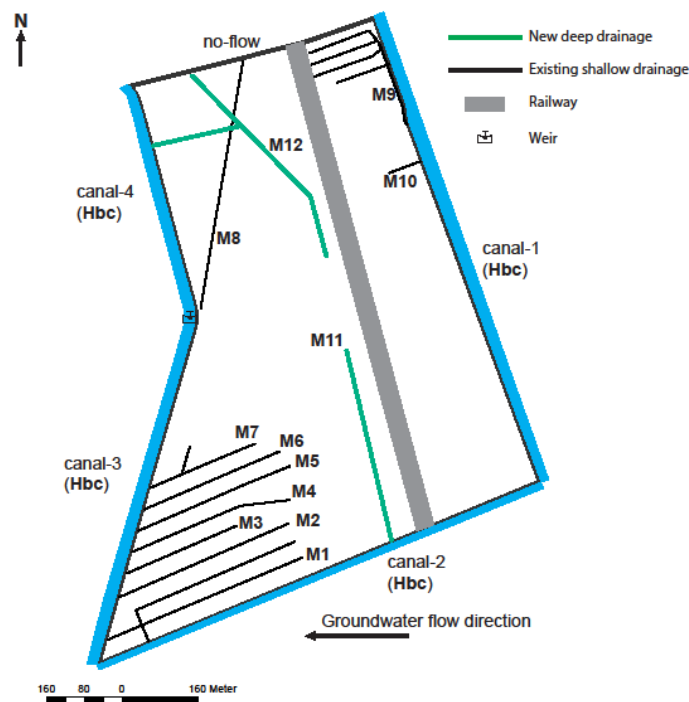 N
no-flow
New deep drainage
Existing shallow drainage
Railway
Weir
M9
M12
M10
canal-4
(Hbc)
M8
canal-1
(Hbc)
M11
M7
M6
M5
canal-3
(Hbc)
M4
M3
M2
M1
canal-2
(Hbc)
Groundwater flow direction
160 80 0 160 Meter